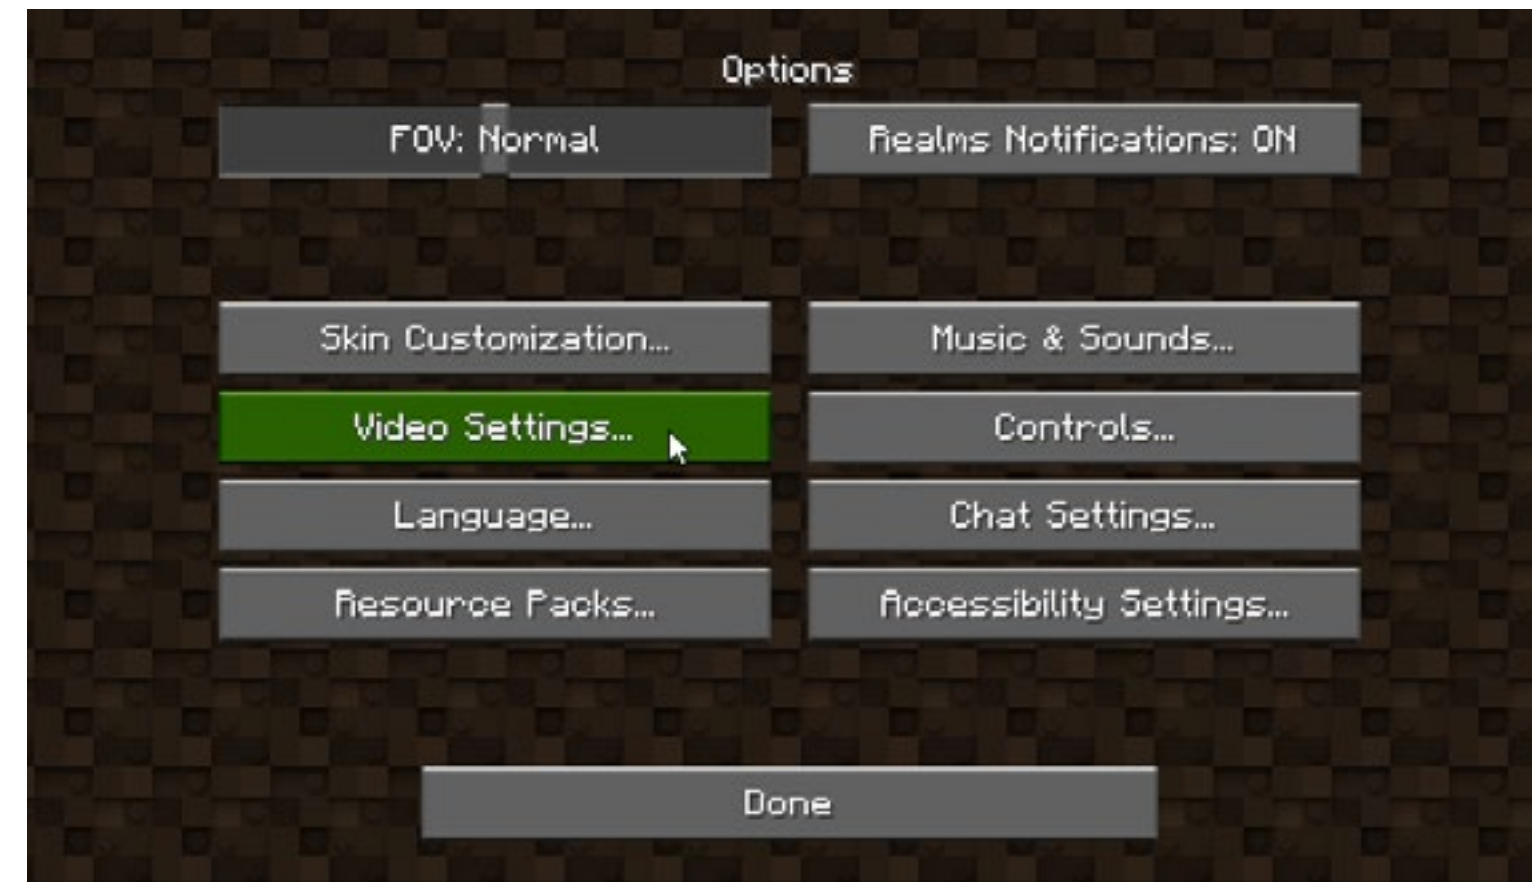 Options
FOV: Normal
Realms Notifications: ON
Skin Customization...
Music & Sounds...
Video Settings...
Controls...
Language...
Chat Settings...
Resource Packs...
Accessibility Settings...
Done